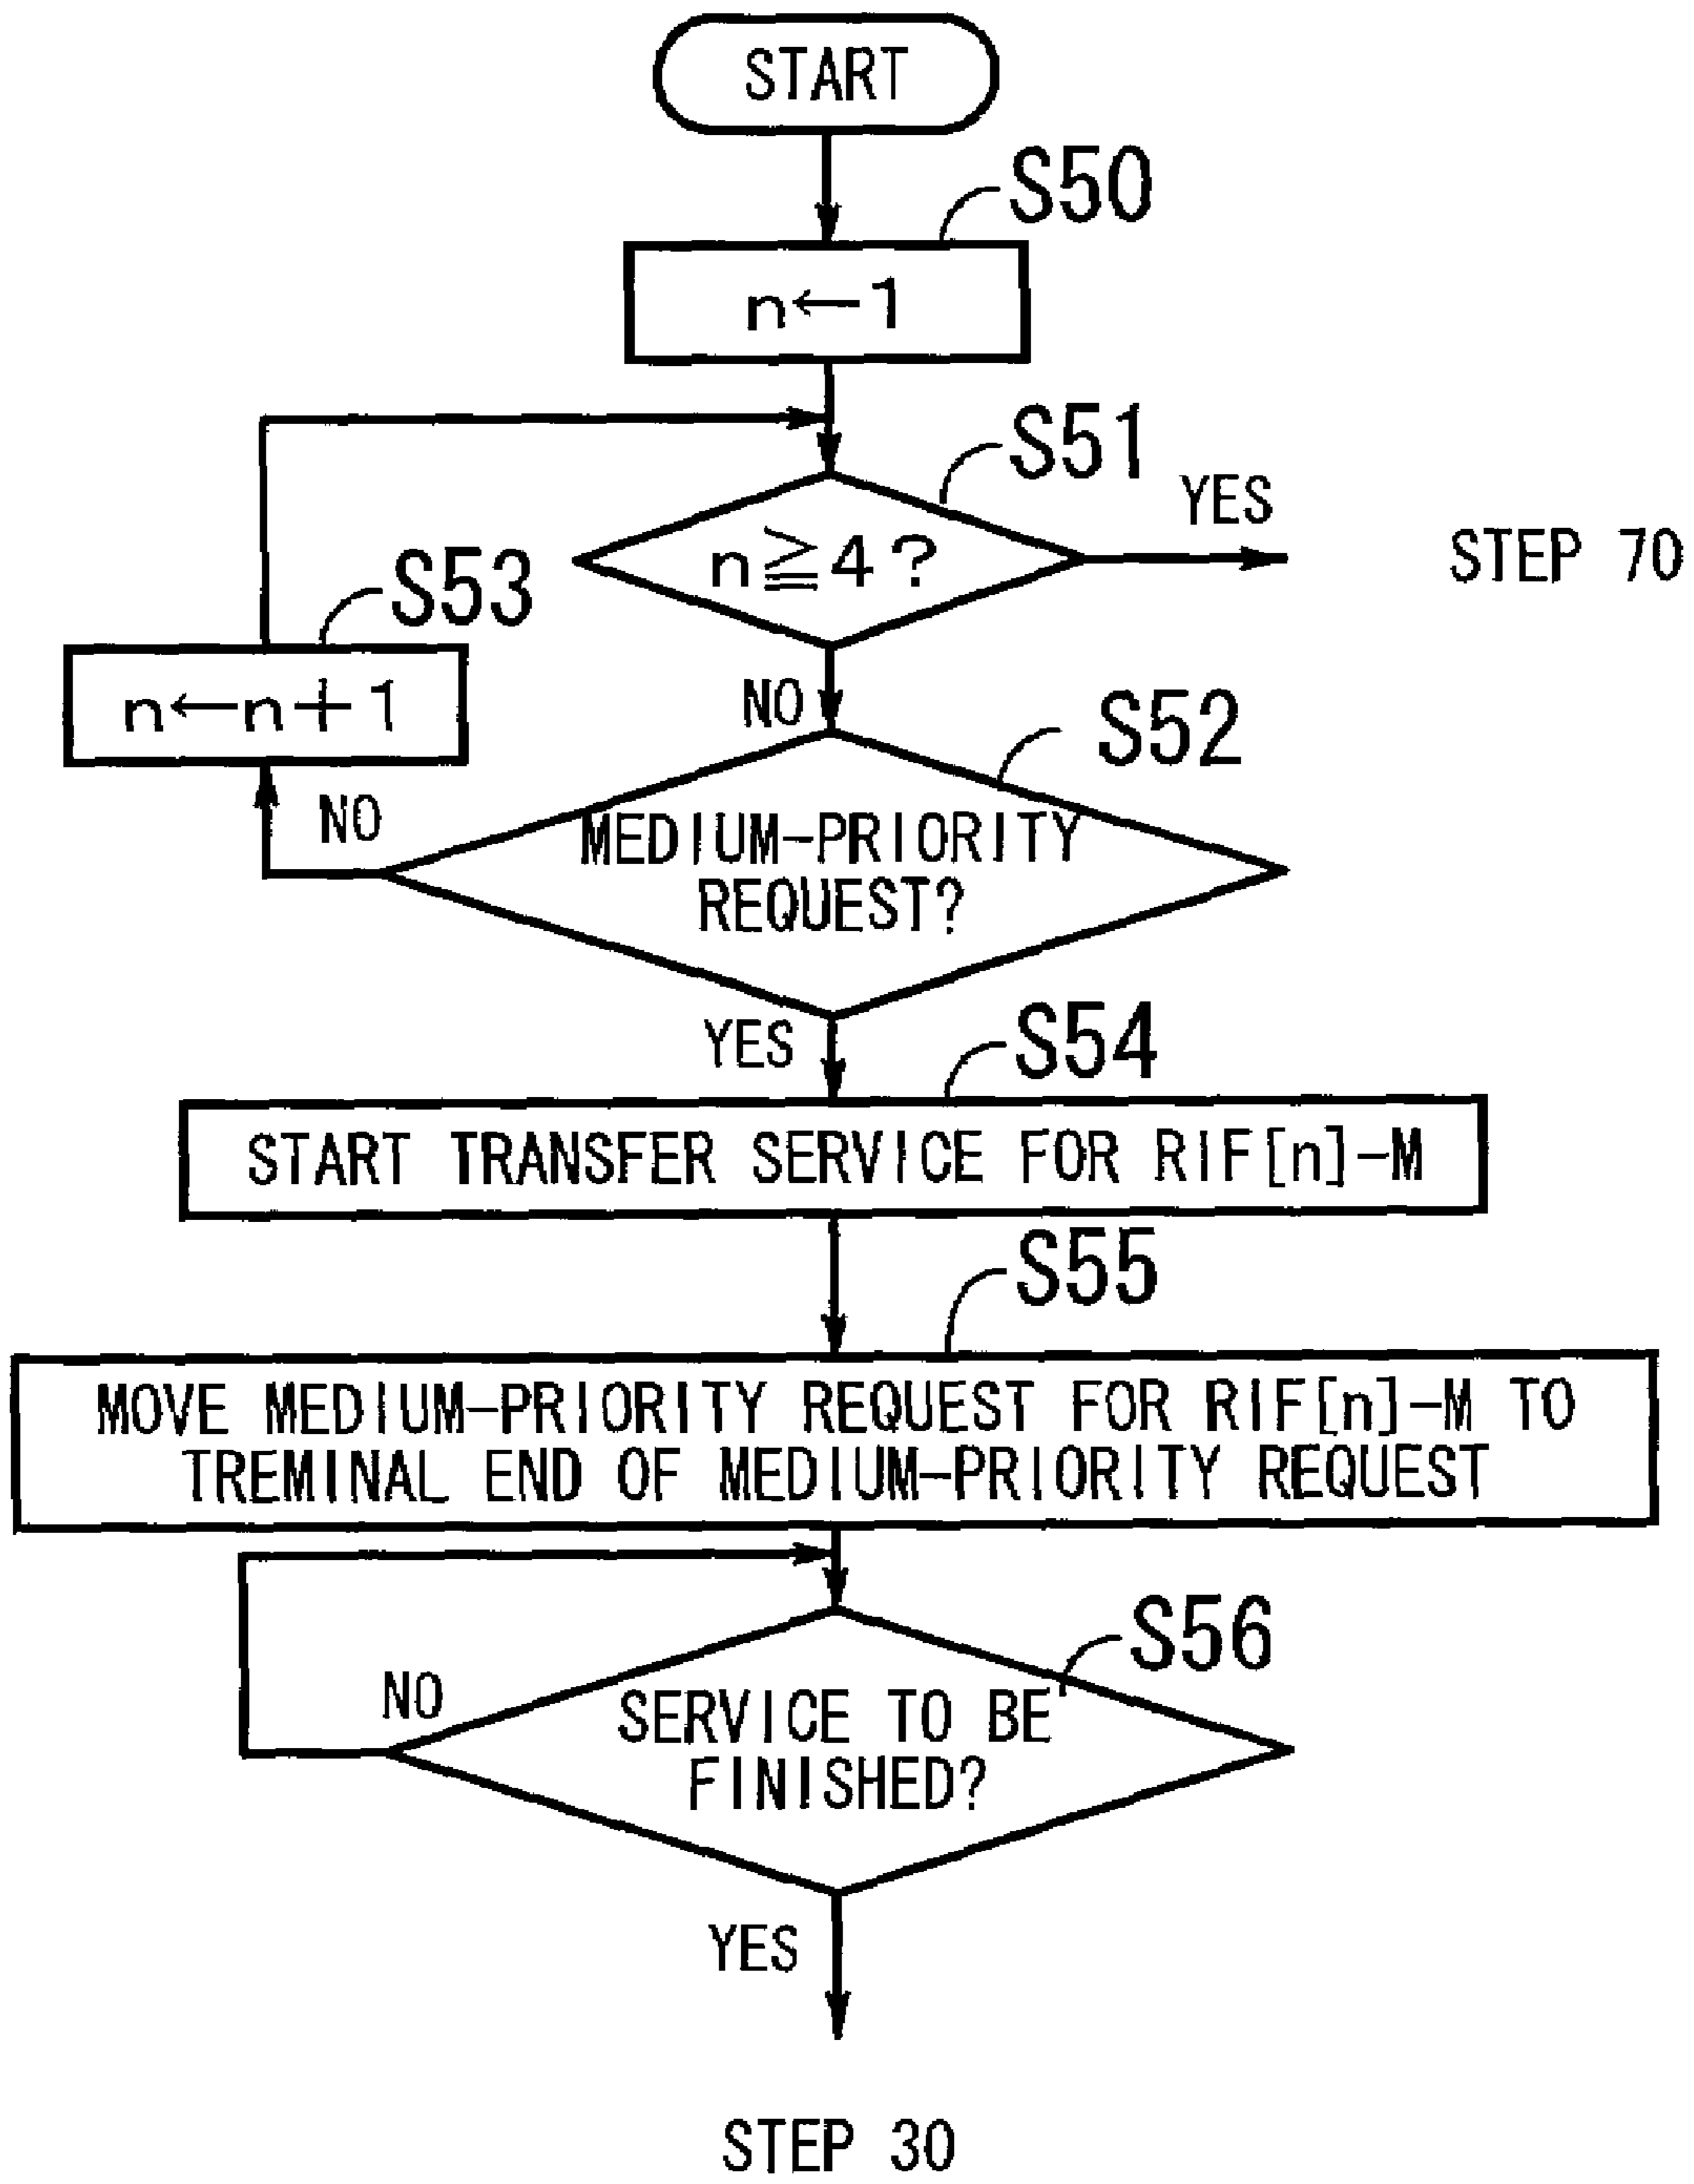 START
S50
n←1
S51
n≧4?
YES
STEP 70
S53
n←n+1
NO
S52
NO
MEDIUM-PRIORITY
REQUEST?
YES
S54
START TRANSFER SERVICE FOR RIF[n]-M
S55
MOVE MEDIUM-PRIORITY REQUEST FOR RIF[n]-M TO
TREMINAL END OF MEDIUM-PRIORITY REQUEST
S56
NO
SERVICE TO BE
FINISHED?
YES
STEP 30